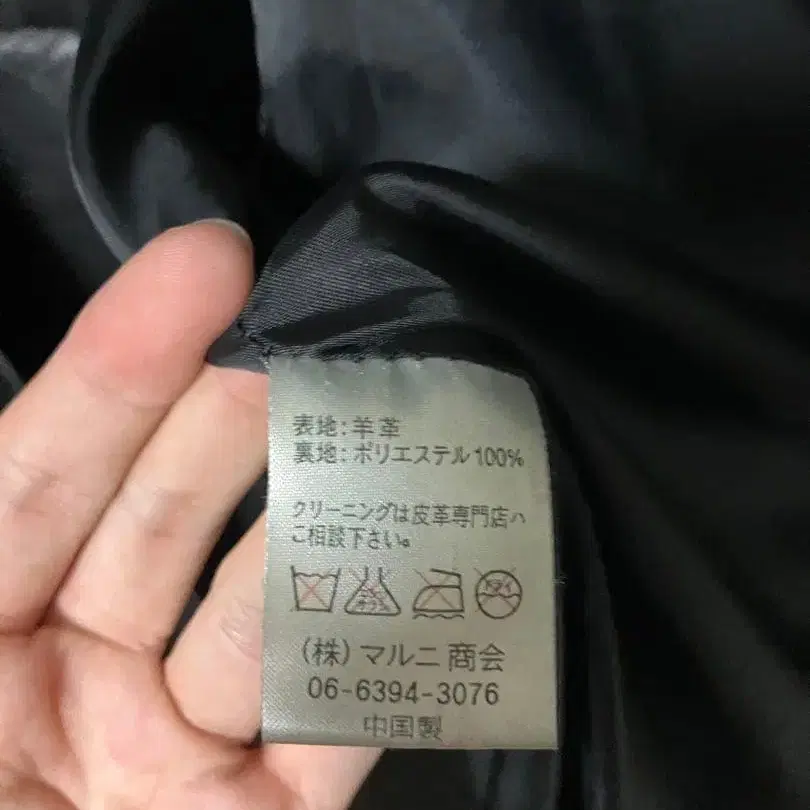 表地:羊革
裏地:ポリエステル100%
クリーニングは皮革専門店ハ
ご相談下さい。
(株)マルニ商会
06-6394-3076
中国製